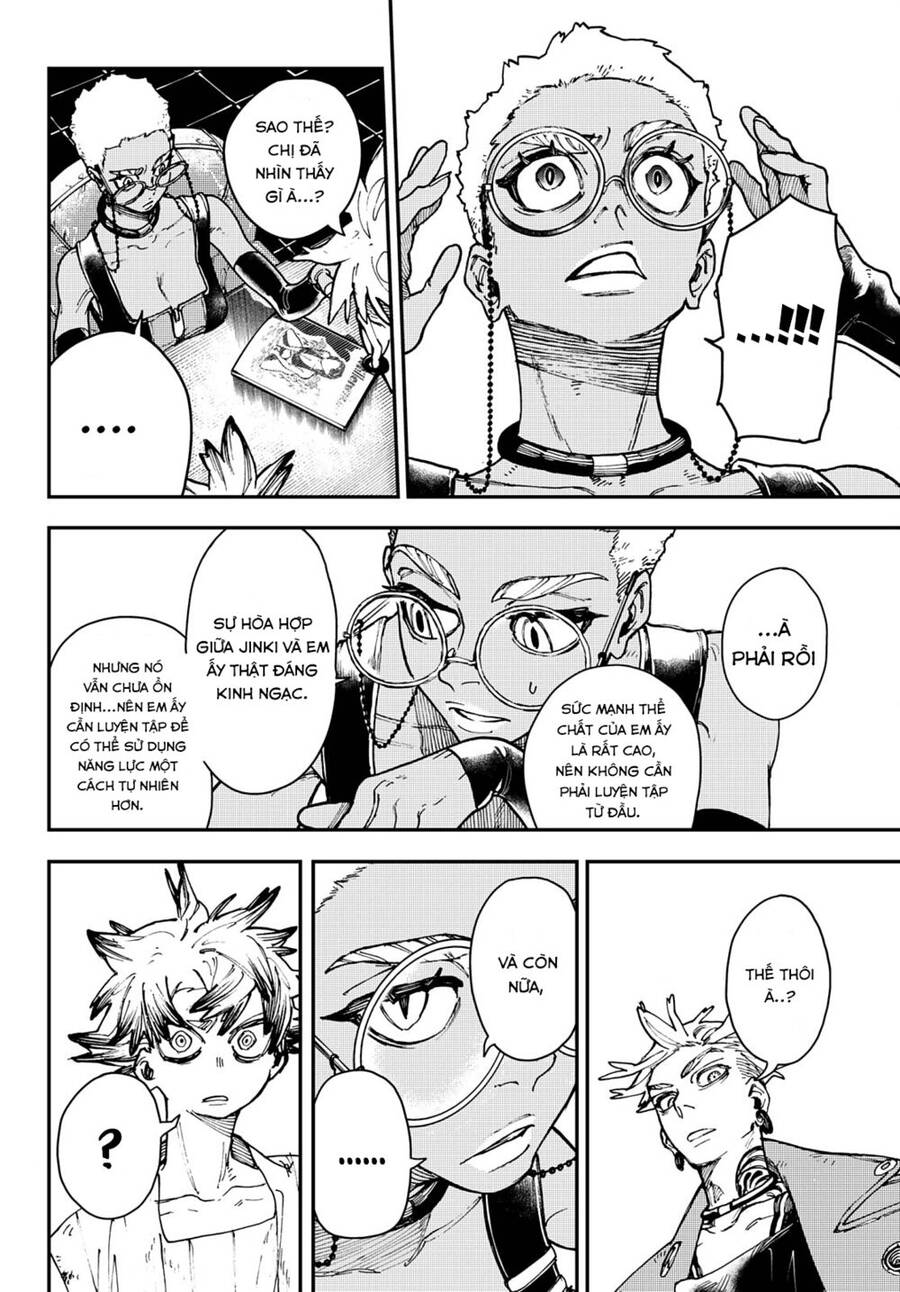 ....!!!
SAO THẾ?
CHỊ ĐÃ
NHÌN THẤY
GÌ À...?
....
...À
PHẢI RỒI
SỨC MẠNH THỂ
CHẤT CỦA EM ẤY
LÀ RẤT CAO,
NÊN KHÔNG CẦN
PHẢI LUYỆN TẬP
TỪ ĐẦU.
SỰ HÒA HỢP
GIỮA JINKI VÀ EM
ẤY THẬT ĐÁNG
KINH NGẠC.
NHƯNG NÓ
VẪN CHƯA ỔN
ĐỊNH...NÊN EM ẤY
CẦN LUYỆN TẬP ĐỂ
CÓ THỂ SỬ DỤNG
NĂNG LỰC MỘT
CÁCH TỰ NHIÊN
HƠN.
THẾ THÔI
À..?
VÀ CÒN
NỮA,
......
?